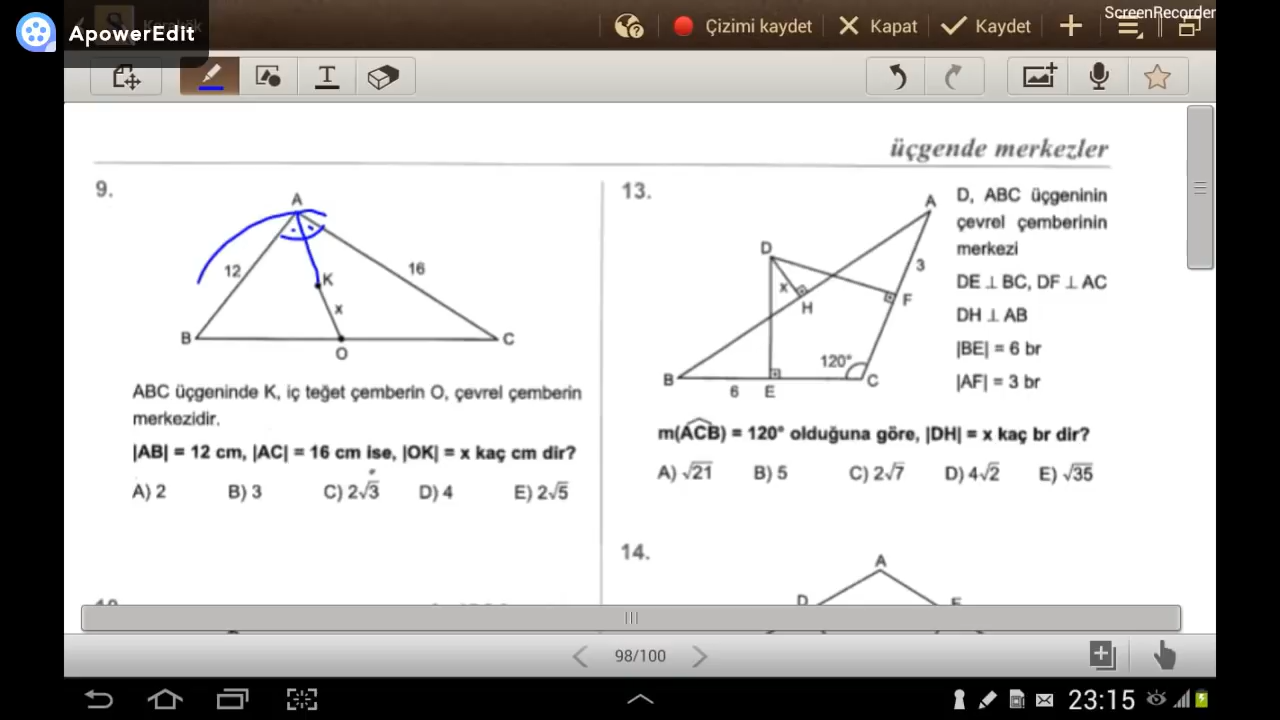 ScreenRecorder
ApowerEdit
Çizimi kaydet
Kapat
Kaydet
üçgende merkezler
9.
A
12
16
K
x
B
O
C
ABC üçgeninde K, iç teğet çemberin O, çevrel çemberin
merkezidir.
|AB| = 12 cm, |AC| = 16 cm ise, |OK| = x kaç cm dir?
A) 2 B) 3 C) 2√3 D) 4 E) 2√5
13.
A
D
3
x
H
F
120°
B
6
E
C
D, ABC üçgeninin
çevrel çemberinin
merkezi
DE ⊥ BC, DF ⊥ AC
DH ⊥ AB
|BE| = 6 br
|AF| = 3 br
m(ACB) = 120° olduğuna göre, |DH| = x kaç br dir?
A) √21 B) 5 C) 2√7 D) 4√2 E) √35
14.
A
D
E
98/100
23:15